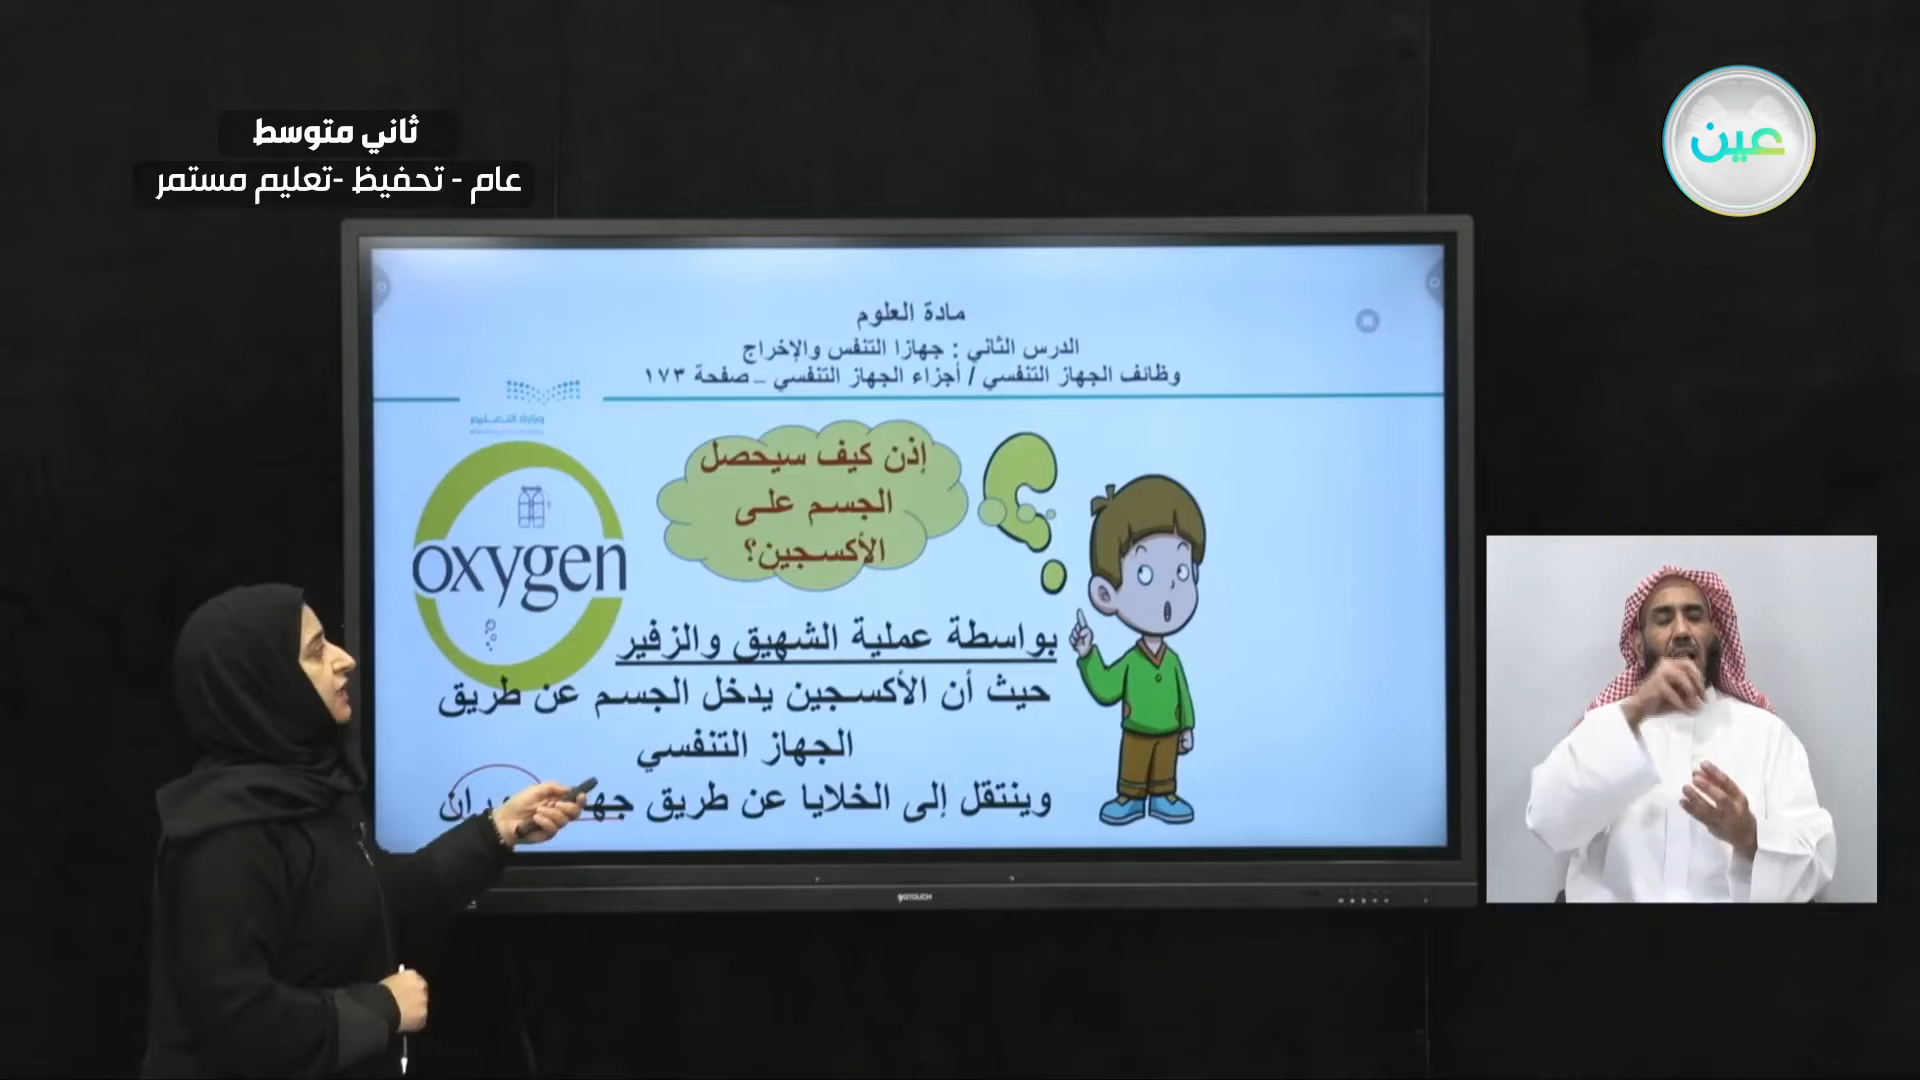 ثاني متوسط
عام - تحفيظ -تعليم مستمر
عين
مادة العلوم
الدرس الثاني : جهازا التنفس والإخراج
وظائف الجهاز التنفسي / أجزاء الجهاز التنفسي – صفحة ١٧٣
وزارة التعليم
إذن كيف سيحصل
الجسم على
الأكسجين؟
oxygen
بواسطة عملية الشهيق والزفير
حيث أن الأكسجين يدخل الجسم عن طريق
الجهاز التنفسي
وينتقل إلى الخلايا عن طريق